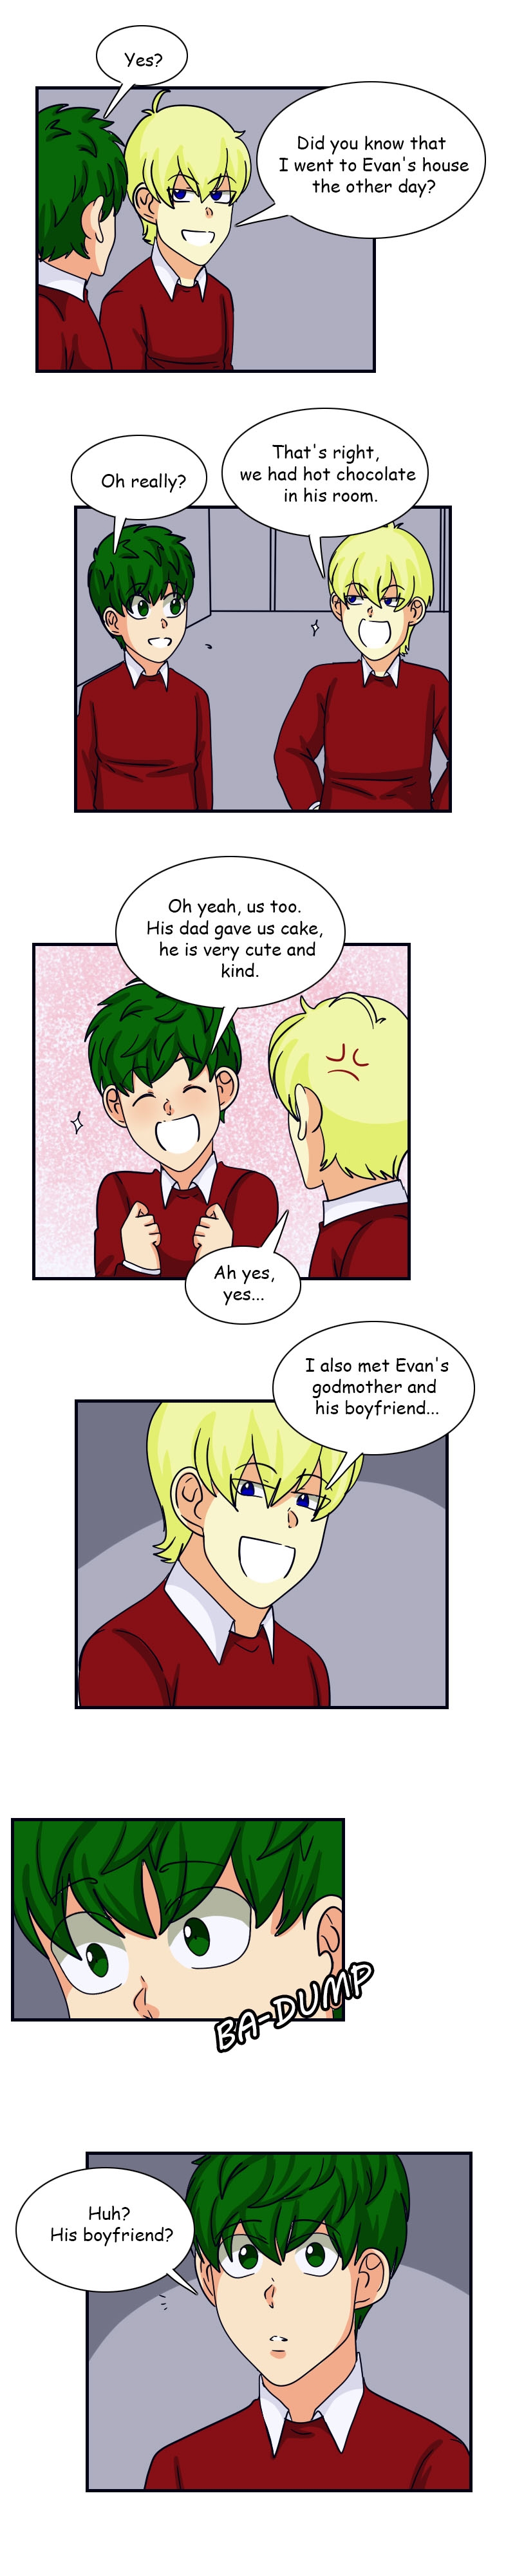 Yes?
Did you know that
I went to Evan's house
the other day?
Oh really?
That's right,
we had hot chocolate
in his room.
Oh yeah, us too.
His dad gave us cake,
he is very cute and
kind.
Ah yes,
yes...
I also met Evan's
godmother and
his boyfriend...
BA-DUMP
Huh?
His boyfriend?